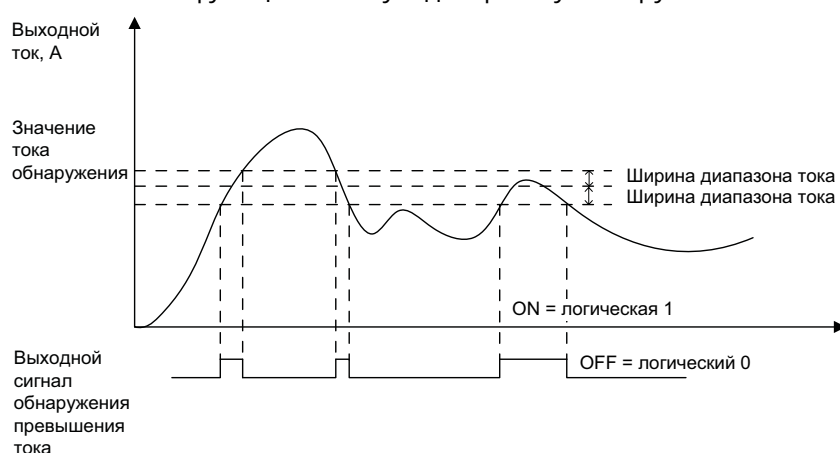 Выходной
ток, А
Значение
тока
обнаружения
Ширина диапазона тока
Ширина диапазона тока
ON = логическая 1
Выходной
сигнал
обнаружения
превышения
тока
OFF = логический 0